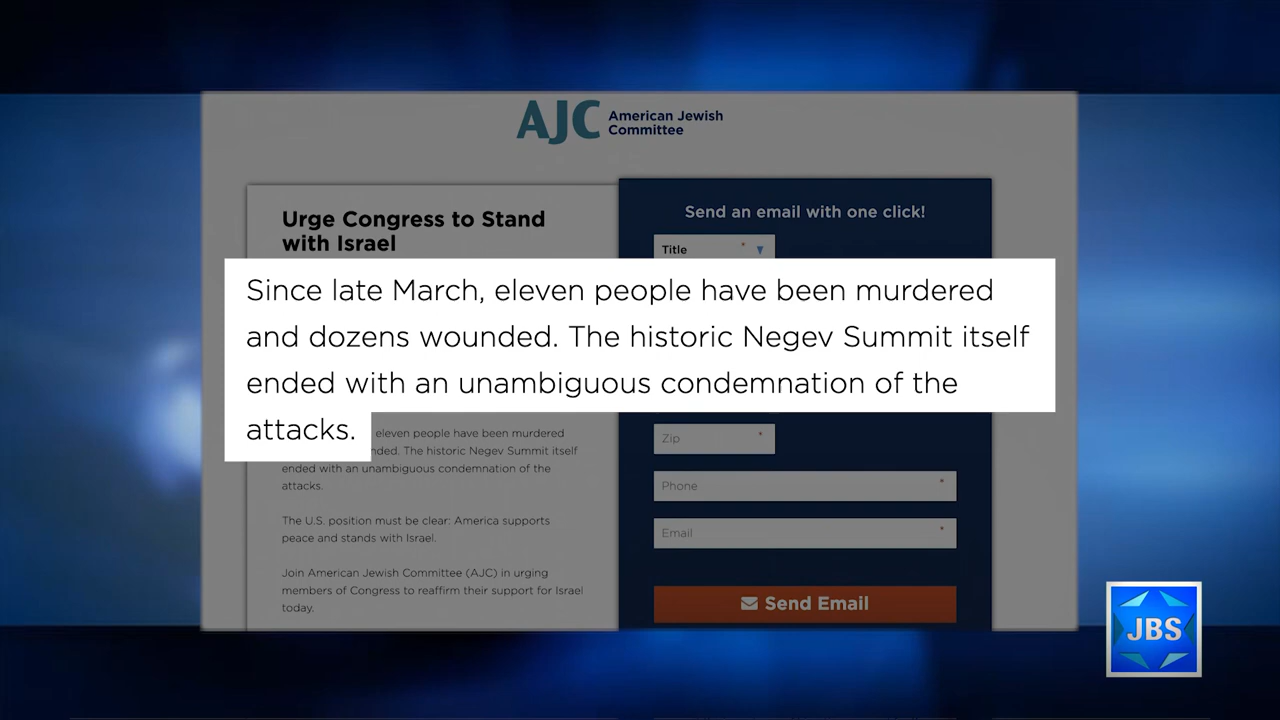 AJC American Jewish
Committee
Urge Congress to Stand
with Israel
Since late March, eleven people have been murdered
and dozens wounded. The historic Negev Summit itself
ended with an unambiguous condemnation of the
attacks.
eleven people have been murdered
nded. The historic Negev Summit itself
ended with an unambiguous condemnation of the
attacks.
The U.S. position must be clear: America supports
peace and stands with Israel.
Join American Jewish Committee (AJC) in urging
members of Congress to reaffirm their support for Israel
today.
Send an email with one click!
Title *
Zip *
Phone *
Email *
Send Email
JBS